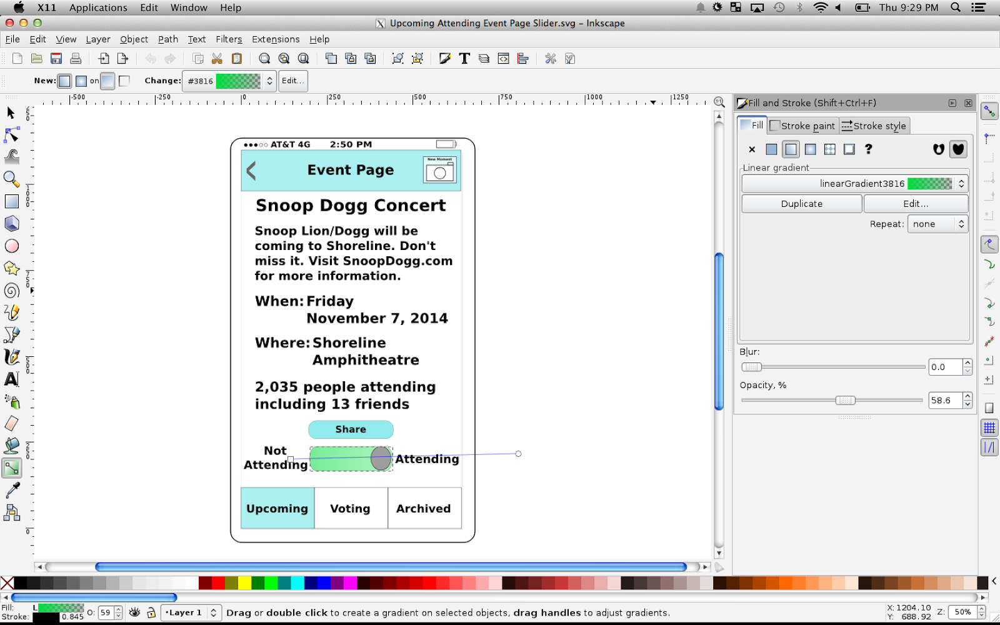 X11 Applications Edit Window Help Thu 9:29 PM
Upcoming Attending Event Page Slider.svg - Inkscape
File Edit View Layer Object Path Text Filters Extensions Help
New: on Change: #3816 Edit...
-500 -250 0 250 500 750 1000 1250
Fill and Stroke (Shift+Ctrl+F)
Fill Stroke paint Stroke style
Linear gradient
linearGradient3816
Duplicate Edit...
Repeat: none
Blur:
0.0
Opacity, %
58.6
AT&T 4G 2:50 PM
Event Page
New Moment
Snoop Dogg Concert
Snoop Lion/Dogg will be
coming to Shoreline. Don't
miss it. Visit SnoopDogg.com
for more information.
When: Friday
November 7, 2014
Where: Shoreline
Amphitheatre
2,035 people attending
including 13 friends
Share
Not
Attending
Attending
Upcoming Voting Archived
Fill: L O: 59 •Layer 1 Drag or double click to create a gradient on selected objects, drag handles to adjust gradients. X: 1204.10 Z: 50%
Stroke: 0.845 Y: 688.92